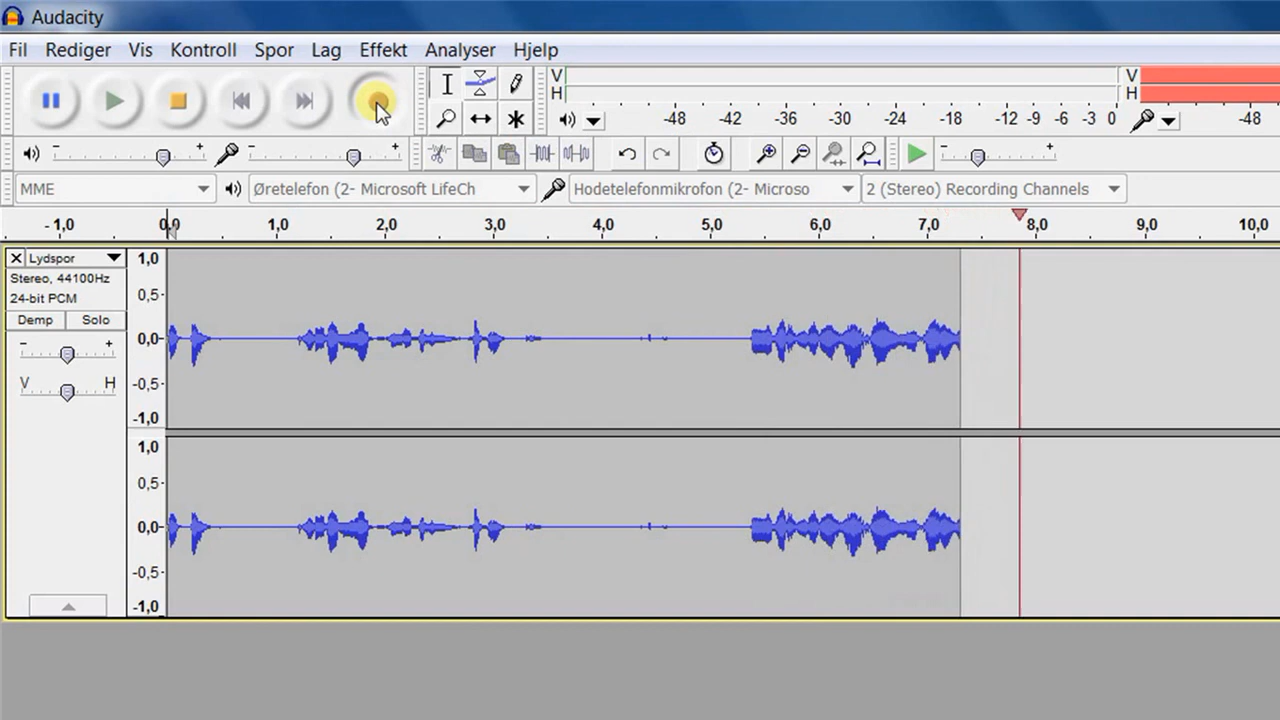 Audacity
Fil Rediger Vis Kontroll Spor Lag Effekt Analyser Hjelp
V V
H H
-48 -42 -36 -30 -24 -18 -12 -9 -6 -3 0 -48
- + - + - +
MME Øretelefon (2- Microsoft LifeCh Hodetelefonmikrofon (2- Microso 2 (Stereo) Recording Channels
-1,0 0,0 1,0 2,0 3,0 4,0 5,0 6,0 7,0 8,0 9,0 10,0
Lydspor 1,0
Stereo, 44100Hz
24-bit PCM 0,5
Demp Solo
- + 0,0
V H -0,5
-1,0
1,0
0,5
0,0
-0,5
-1,0